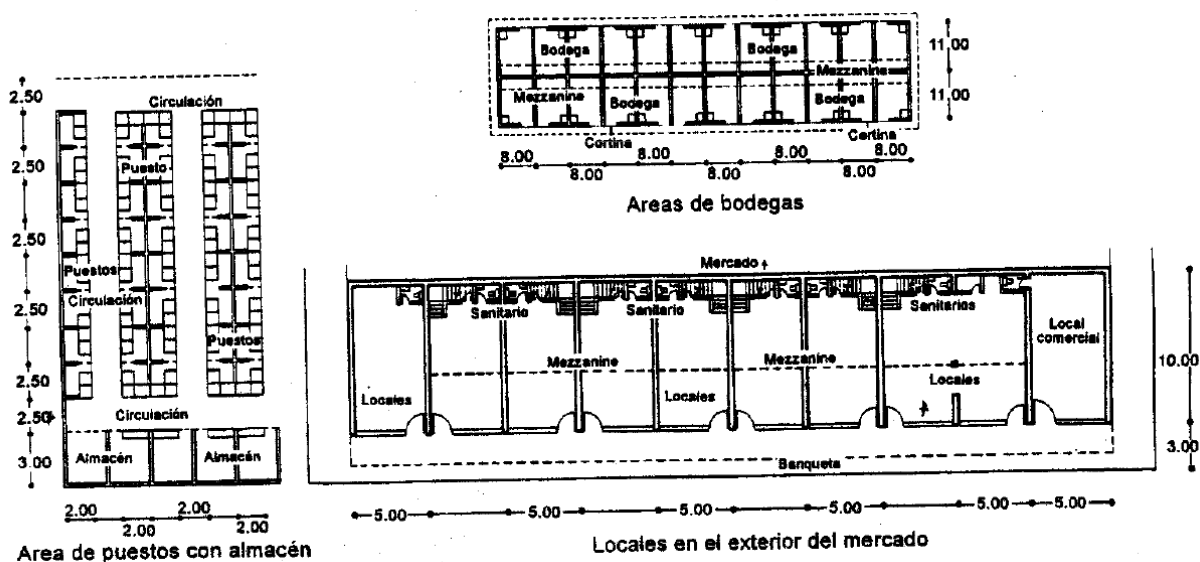 2.50
Circulación
2.50
Puesto
2.50
Puestos
Circulación
2.50
Puestos
2.50
2.50
Circulación
3.00
Almacén
Almacén
2.00
2.00
2.00
2.00
2.00
Area de puestos con almacén
Bodega
Bodega
11.00
Mezzanine
Mezzanine
Bodega
Bodega
11.00
Cortina
Cortina
8.00
8.00
8.00
8.00
8.00
8.00
8.00
Areas de bodegas
Mercado
Sanitario
Sanitario
Sanitarios
Local
comercial
Mezzanine
Mezzanine
10.00
Locales
Locales
Locales
Banqueta
3.00
5.00
5.00
5.00
5.00
5.00
Locales en el exterior del mercado